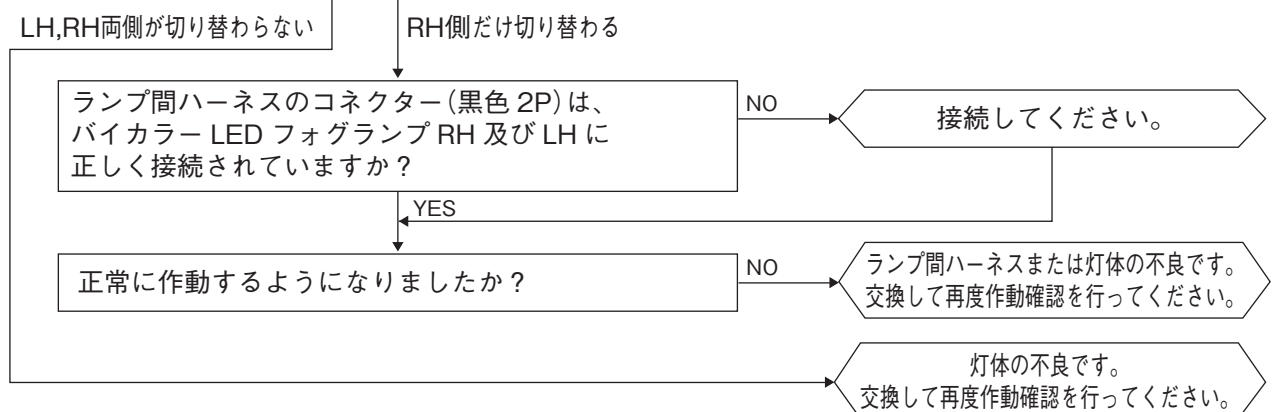 LH,RH両側が切り替わらない
RH側だけ切り替わる
ランプ間ハーネスのコネクター(黒色 2P)は、
バイカラー LED フォグランプ RH 及び LH に
正しく接続されていますか？
NO
接続してください。
YES
正常に作動するようになりましたか？
NO
ランプ間ハーネスまたは灯体の不良です。
交換して再度作動確認を行ってください。
灯体の不良です。
交換して再度作動確認を行ってください。